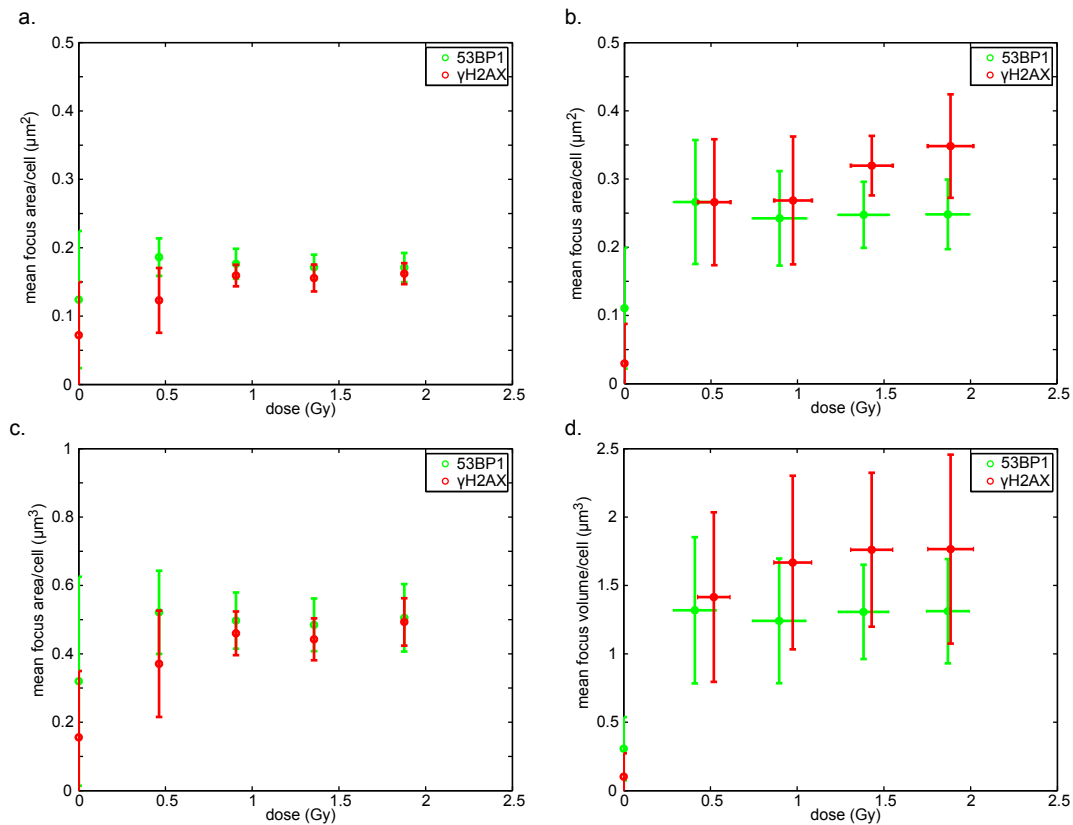 a.
0.5
0.4
0.3
0.2
0.1
0
mean focus area/cell (µm²)
53BP1
γH2AX
0 0.5 1 1.5 2 2.5
dose (Gy)
b.
0.5
0.4
0.3
0.2
0.1
0
mean focus area/cell (µm²)
53BP1
γH2AX
0 0.5 1 1.5 2 2.5
dose (Gy)
c.
1
0.8
0.6
0.4
0.2
0
mean focus area/cell (µm³)
53BP1
γH2AX
0 0.5 1 1.5 2 2.5
dose (Gy)
d.
2.5
2
1.5
1
0.5
0
mean focus volume/cell (µm³)
53BP1
γH2AX
0 0.5 1 1.5 2 2.5
dose (Gy)